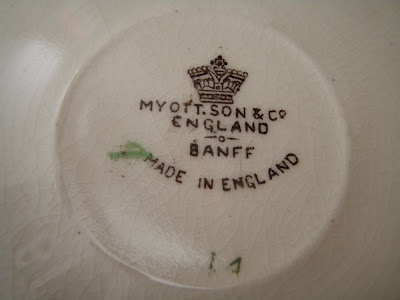 MYOTT. SON & Co
ENGLAND
BANFF
MADE IN ENGLAND